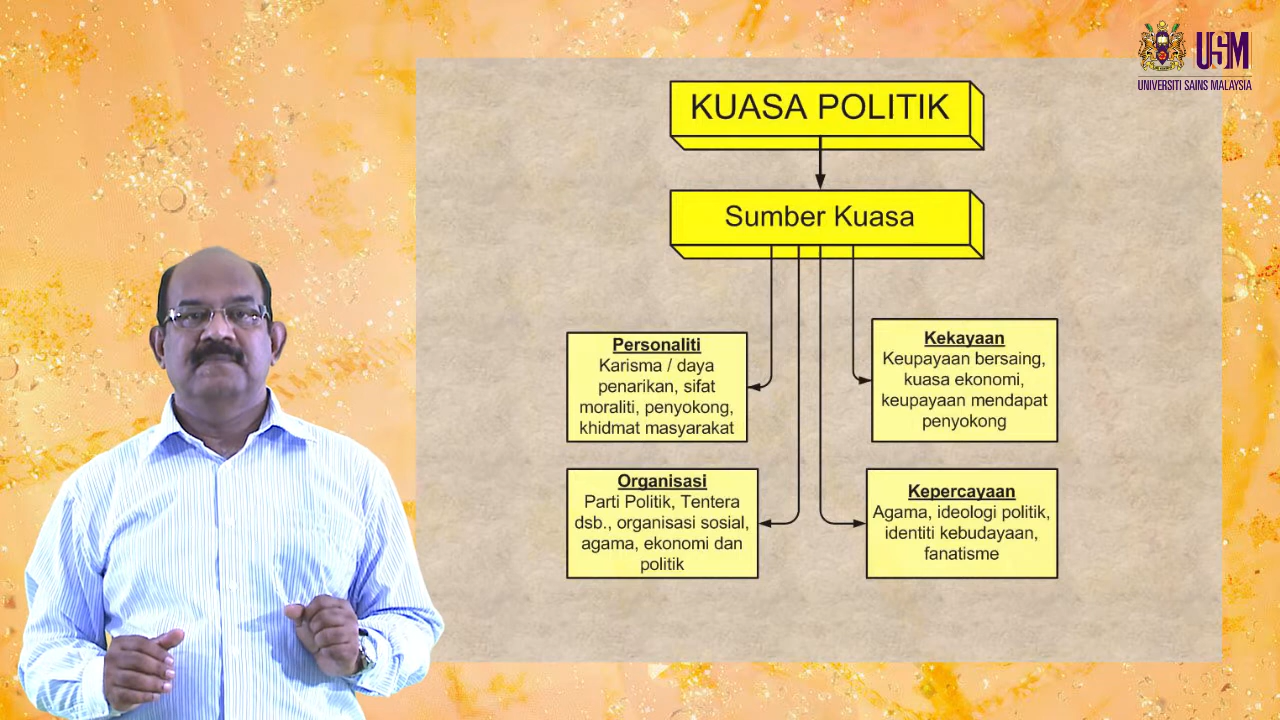 USM
UNIVERSITI SAINS MALAYSIA
KUASA POLITIK
Sumber Kuasa
Personaliti
Karisma / daya
penarikan, sifat
moraliti, penyokong,
khidmat masyarakat
Kekayaan
Keupayaan bersaing,
kuasa ekonomi,
keupayaan mendapat
penyokong
Organisasi
Parti Politik, Tentera
dsb., organisasi sosial,
agama, ekonomi dan
politik
Kepercayaan
Agama, ideologi politik,
identiti kebudayaan,
fanatisme